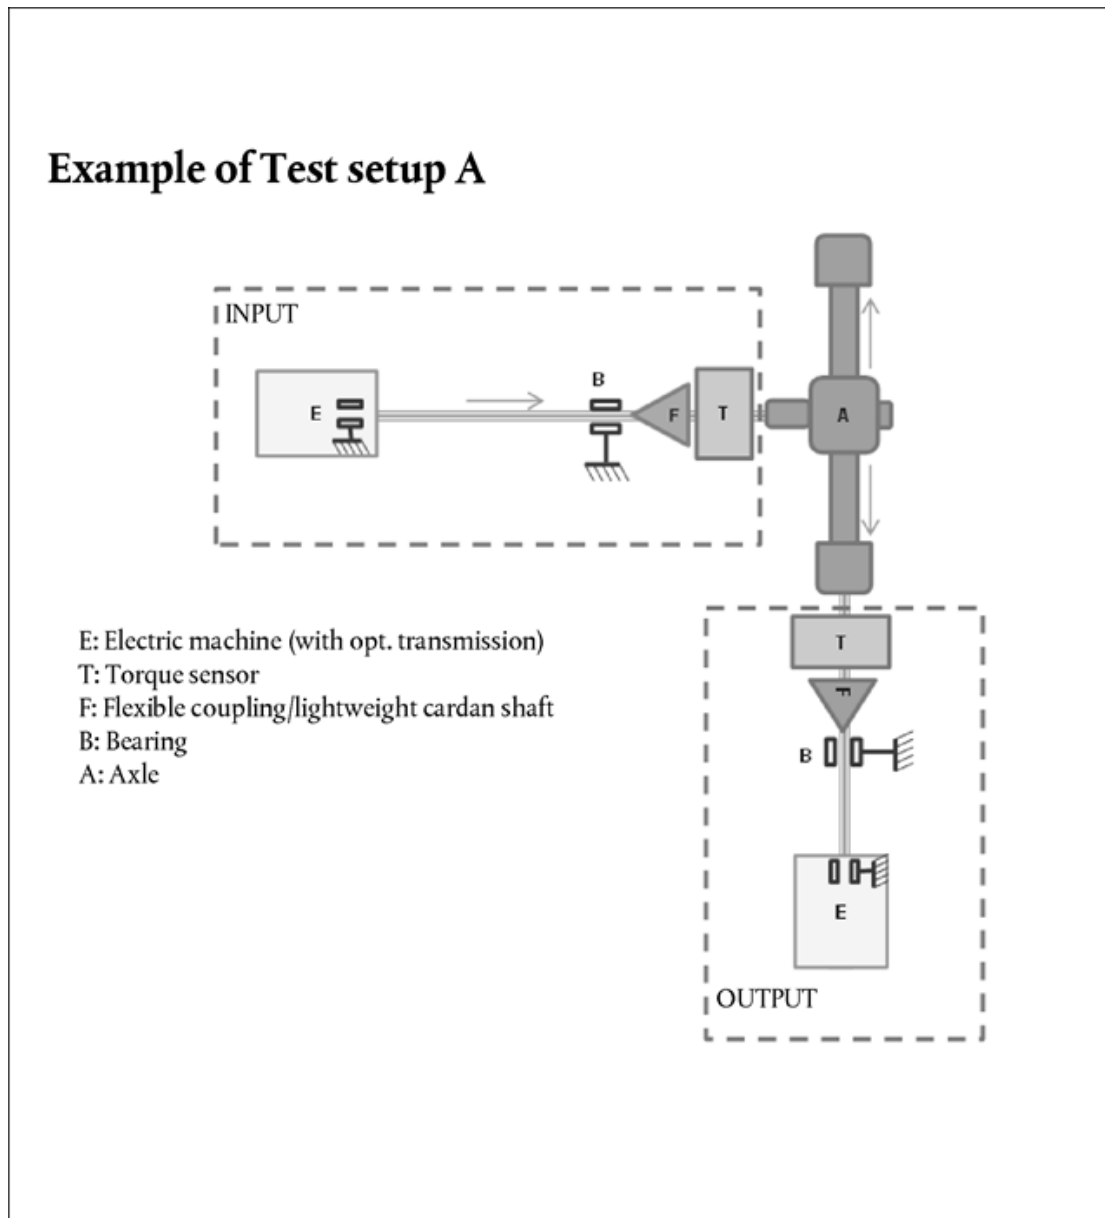 Example of Test setup A
INPUT
E
B
F
T
A
T
F
B
E
OUTPUT
E: Electric machine (with opt. transmission)
T: Torque sensor
F: Flexible coupling/lightweight cardan shaft
B: Bearing
A: Axle